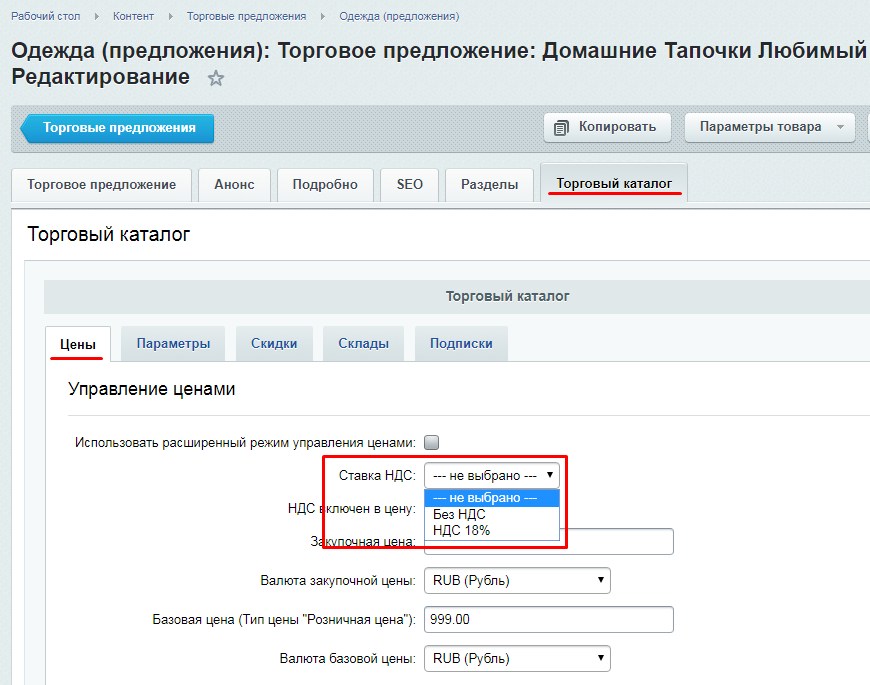 Рабочий стол Контент Торговые предложения Одежда (предложения)
Одежда (предложения): Торговое предложение: Домашние Тапочки Любимый
Редактирование
Торговые предложения Копировать Параметры товара
Торговое предложение Анонс Подробно SEO Разделы Торговый каталог
Торговый каталог
Торговый каталог
Цены Параметры Скидки Склады Подписки
Управление ценами
Использовать расширенный режим управления ценами:
Ставка НДС: --- не выбрано ---
--- не выбрано ---
НДС включен в цену: Без НДС
НДС 18%
Закупочная цена:
Валюта закупочной цены: RUB (Рубль)
Базовая цена (Тип цены "Розничная цена"): 999.00
Валюта базовой цены: RUB (Рубль)